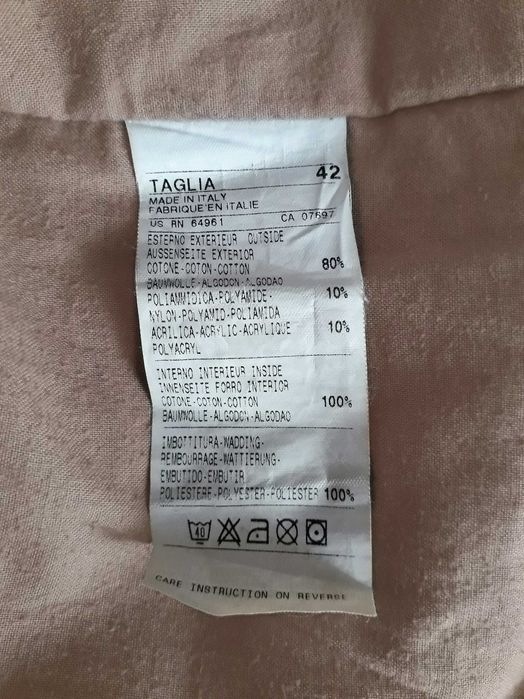 TAGLIA 42
MADE IN ITALY
FABRIQUE'EN ITALIE
US RN 64961 CA 07697
ESTERNO EXTERIEUR OUTSIDE
AUSSENSEITE EXTERIOR
COTONE-COTON-COTTON 80%
BAUMWOLLE-ALGODON-ALGODAO
POLIAMMIDICA-POLYAMIDE- 10%
NYLON-POLYAMID-POLIAMIDA
ACRILICA-ACRYLIC-ACRYLIQUE 10%
POLYACRYL
INTERNO INTERIEUR INSIDE
INNENSEITE FORRO INTERIOR
COTONE-COTON-COTTON 100%
BAUMWOLLE-ALGODON-ALGODAO
IMBOTTITURA-WADDING-
REMBOURRAGE-WATTIERUNG-
EMBUTIDO-EMBUTIR
POLIESTERE-POLYESTER-POLIESTER 100%
40
CARE INSTRUCTION ON REVERSE